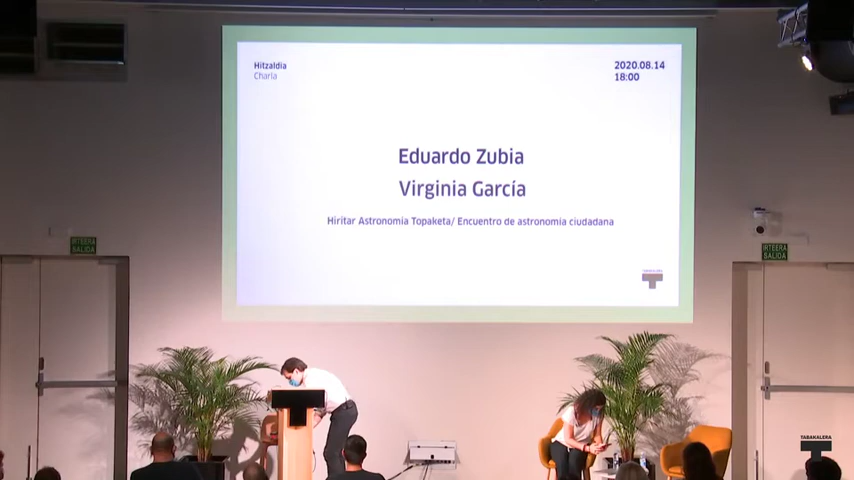 Hitzaldia
Charla
2020.08.14
18:00
Eduardo Zubia
Virginia García
Hiritar Astronomia Topaketa/ Encuentro de astronomia ciudadana
TABAKALERA
IRTEERA
SALIDA
IRTEERA
SALIDA
TABAKALERA